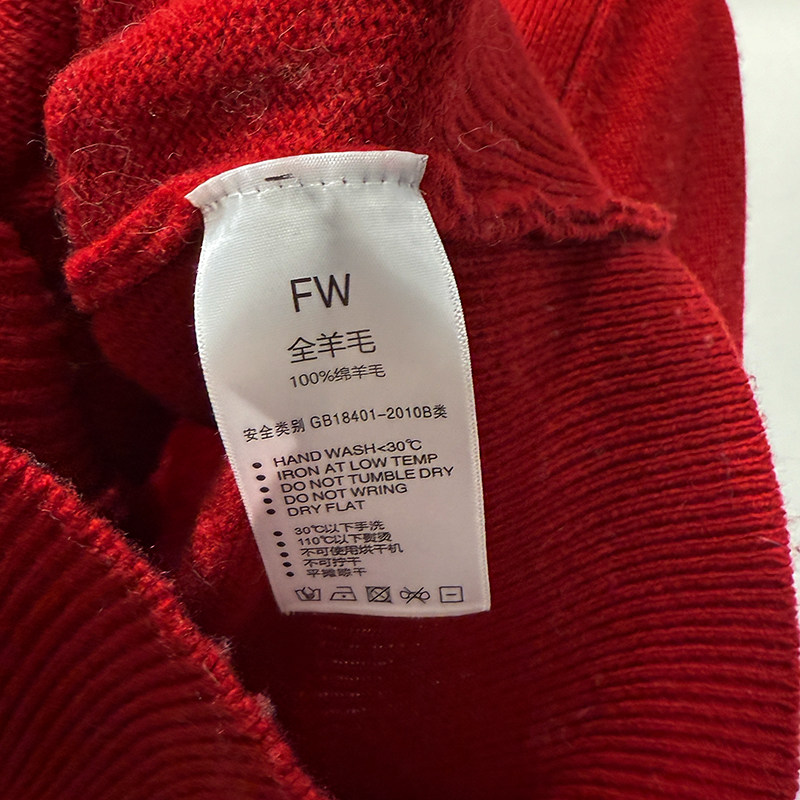 FW
全羊毛
100%绵羊毛
安全类别 GB18401-2010B类
• HAND WASH<30℃
• IRON AT LOW TEMP
• DO NOT TUMBLE DRY
• DO NOT WRING
• DRY FLAT
• 30℃以下手洗
• 110℃以下熨烫
• 不可使用烘干机
• 不可拧干
• 平摊晾干